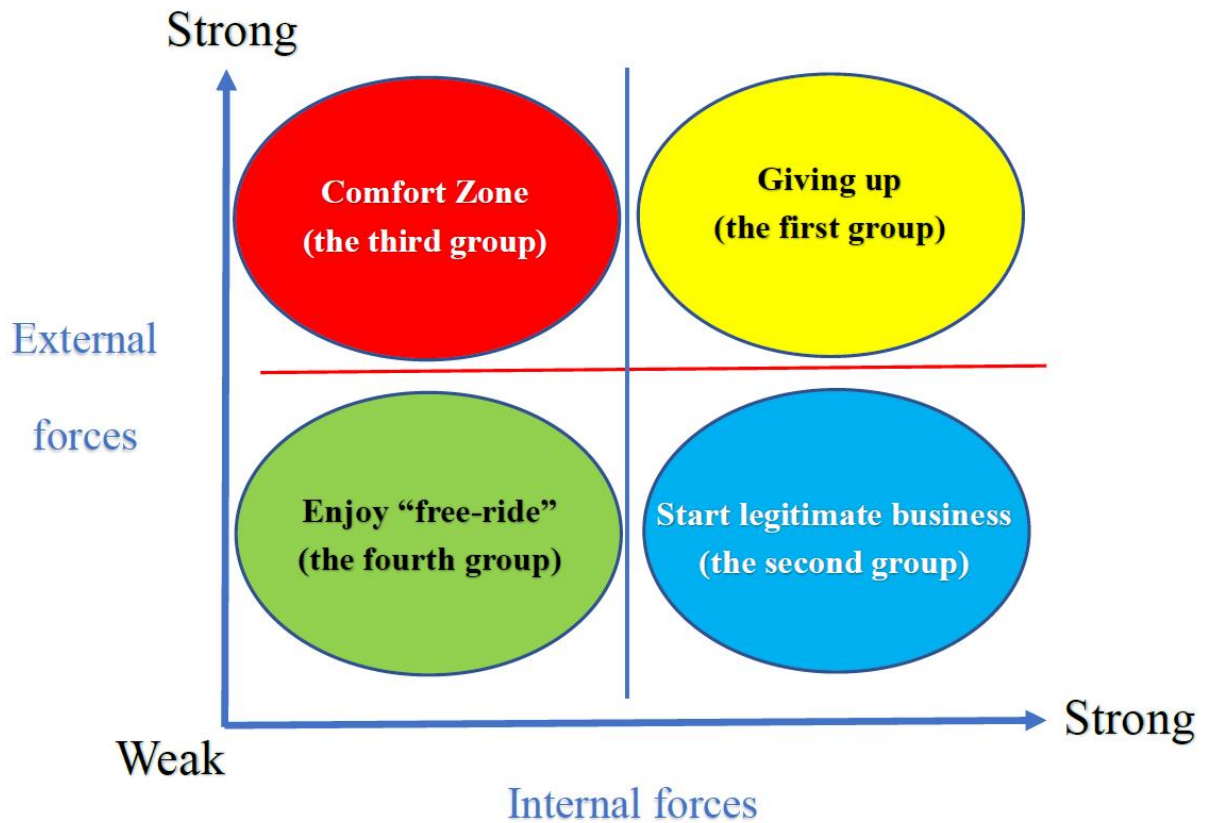 Strong
Comfort Zone
(the third group)
Giving up
(the first group)
External
forces
Enjoy “free-ride”
(the fourth group)
Start legitimate business
(the second group)
Strong
Weak
Internal forces